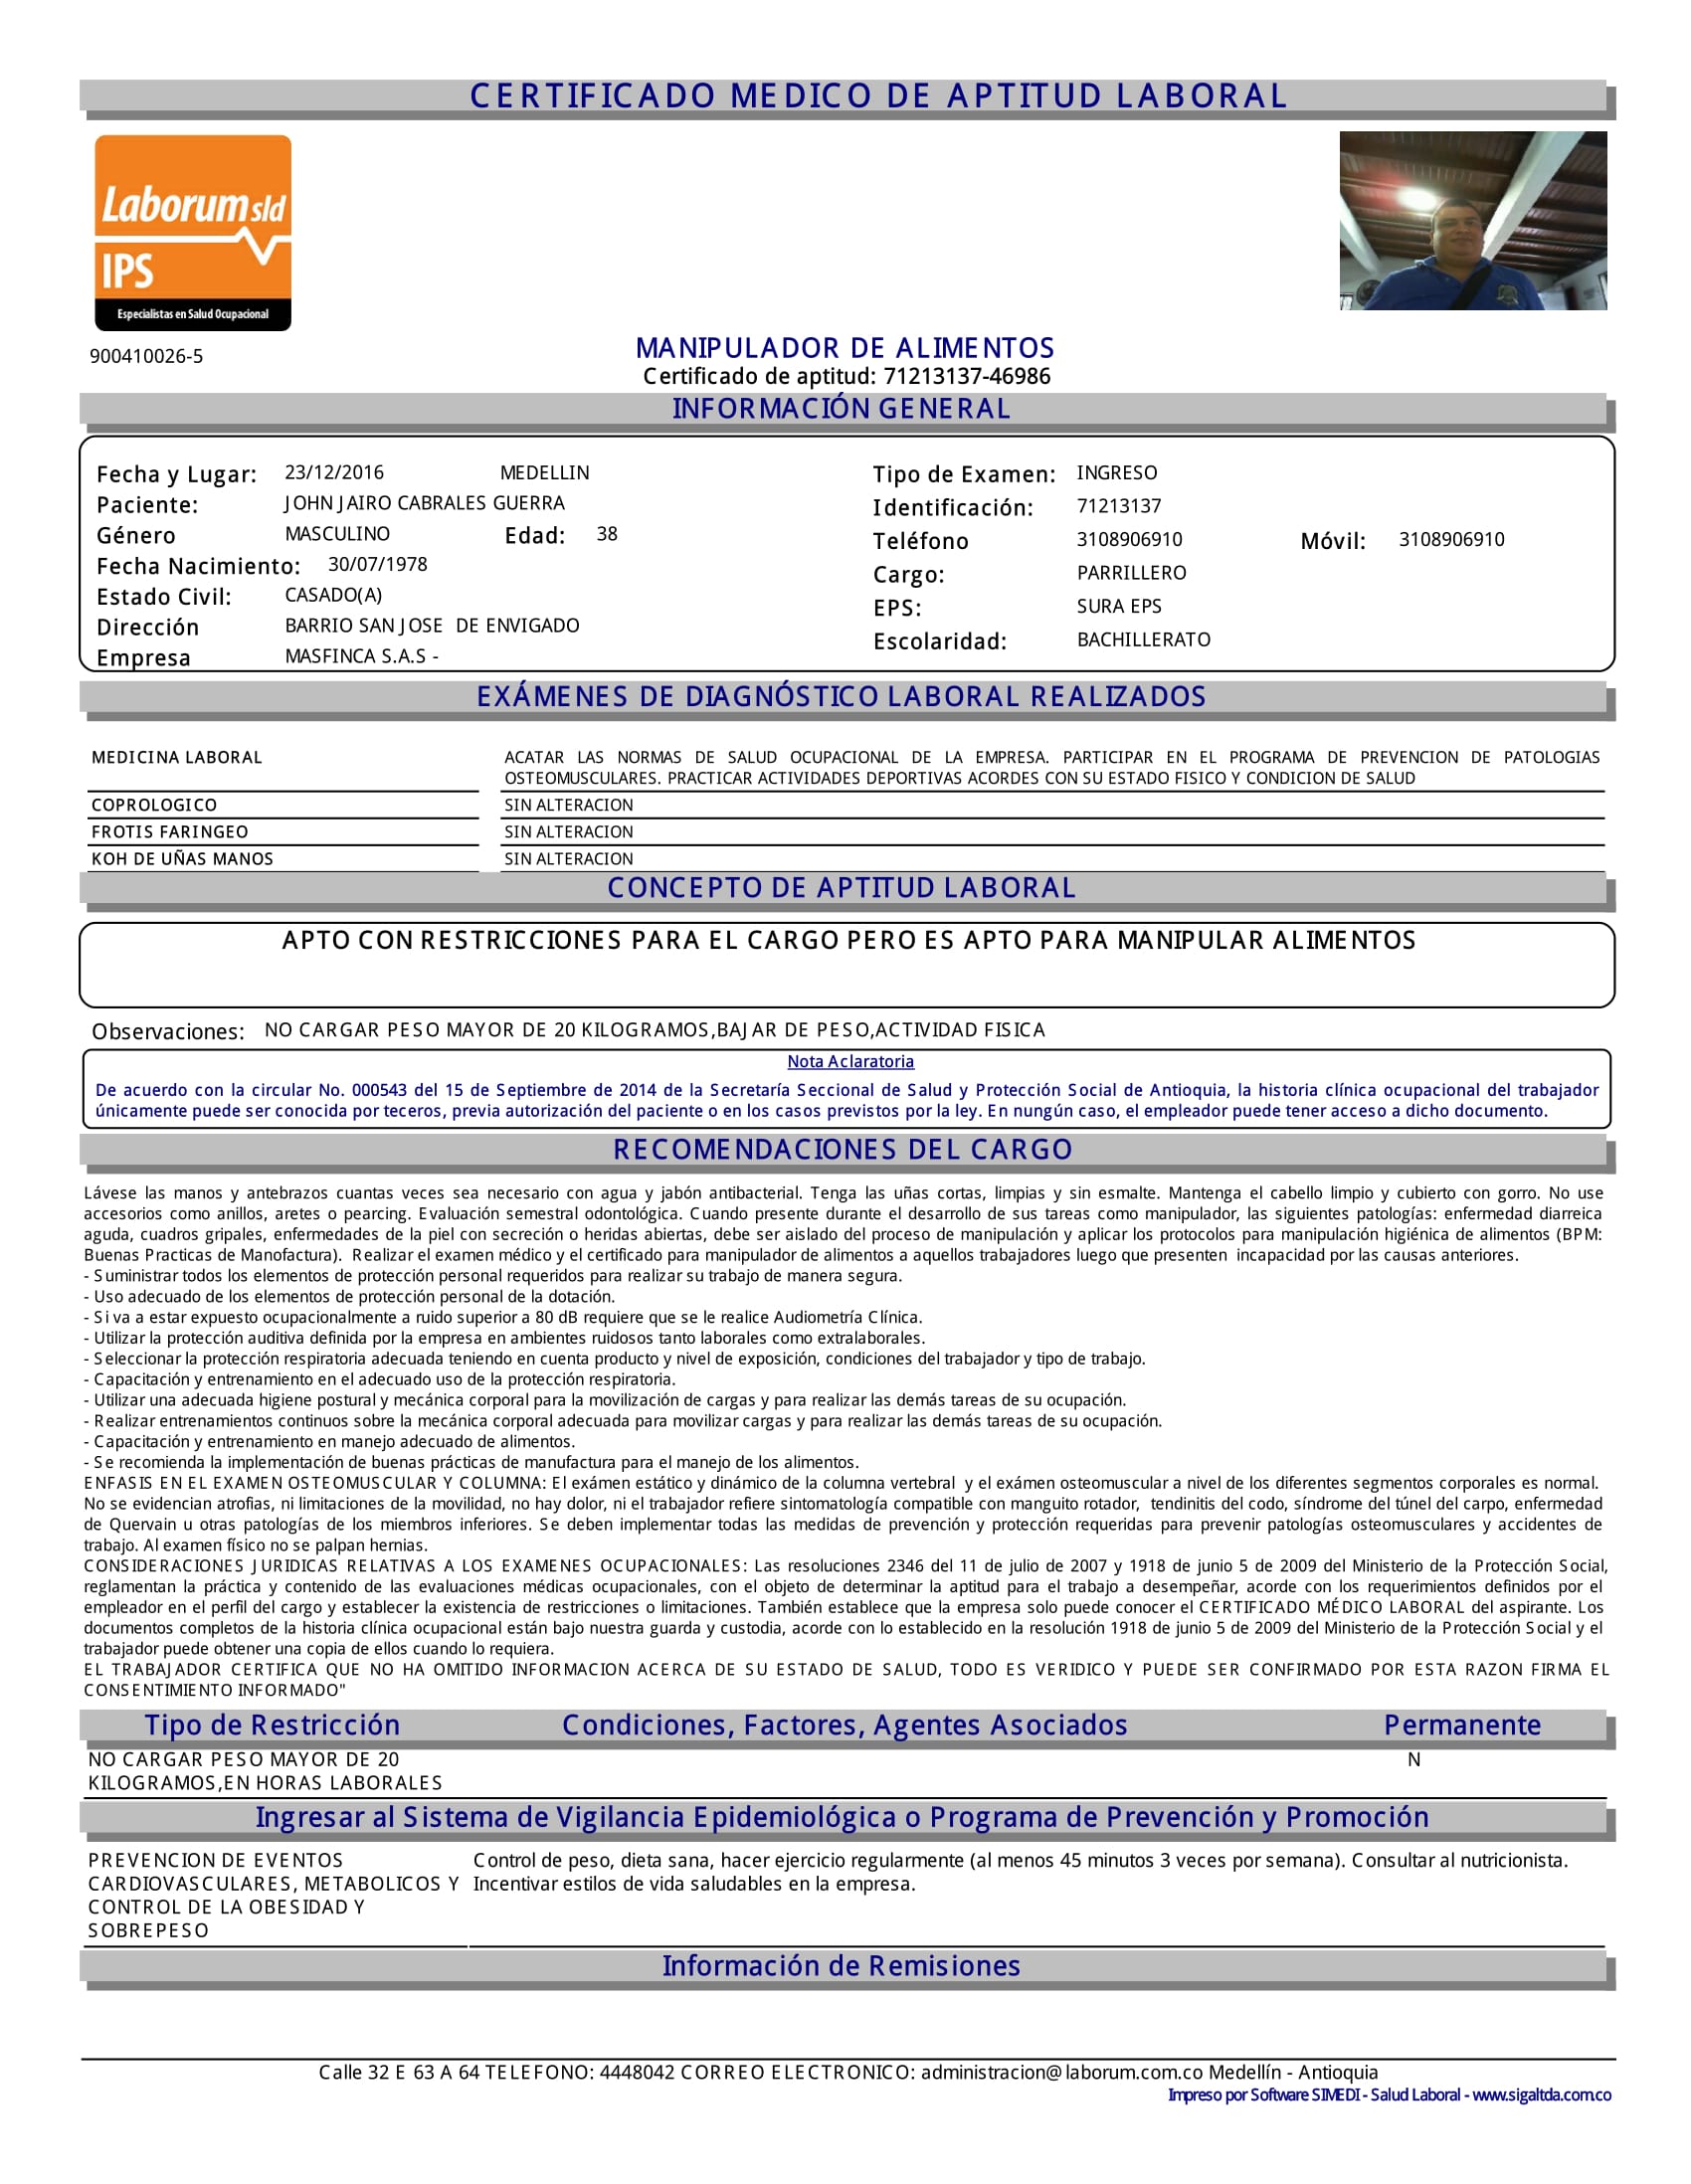 CERTIFICADO MEDICO DE APTITUD LABORAL
Laborum sld
IPS
Especialistas en Salud Ocupacional
900410026-5
MANIPULADOR DE ALIMENTOS
Certificado de aptitud: 71213137-46986
INFORMACIÓN GENERAL
Fecha y Lugar: 23/12/2016 MEDELLIN Tipo de Examen: INGRESO
Paciente: JOHN JAIRO CABRALES GUERRA Identificación: 71213137
Género MASCULINO Edad: 38 Teléfono 3108906910 Móvil: 3108906910
Fecha Nacimiento: 30/07/1978 Cargo: PARRILLERO
Estado Civil: CASADO(A) EPS: SURA EPS
Dirección BARRIO SAN JOSE DE ENVIGADO Escolaridad: BACHILLERATO
Empresa MASFINCA S.A.S -
EXÁMENES DE DIAGNÓSTICO LABORAL REALIZADOS
MEDICINA LABORAL ACATAR LAS NORMAS DE SALUD OCUPACIONAL DE LA EMPRESA. PARTICIPAR EN EL PROGRAMA DE PREVENCION DE PATOLOGIAS
OSTEOMUSCULARES. PRACTICAR ACTIVIDADES DEPORTIVAS ACORDES CON SU ESTADO FISICO Y CONDICION DE SALUD
COPROLOGICO SIN ALTERACION
FROTIS FARINGEO SIN ALTERACION
KOH DE UÑAS MANOS SIN ALTERACION
CONCEPTO DE APTITUD LABORAL
APTO CON RESTRICCIONES PARA EL CARGO PERO ES APTO PARA MANIPULAR ALIMENTOS
Observaciones: NO CARGAR PESO MAYOR DE 20 KILOGRAMOS,BAJAR DE PESO,ACTIVIDAD FISICA
Nota Aclaratoria
De acuerdo con la circular No. 000543 del 15 de Septiembre de 2014 de la Secretaría Seccional de Salud y Protección Social de Antioquia, la historia clínica ocupacional del trabajador
únicamente puede ser conocida por teceros, previa autorización del paciente o en los casos previstos por la ley. En nungún caso, el empleador puede tener acceso a dicho documento.
RECOMENDACIONES DEL CARGO
Lávese las manos y antebrazos cuantas veces sea necesario con agua y jabón antibacterial. Tenga las uñas cortas, limpias y sin esmalte. Mantenga el cabello limpio y cubierto con gorro. No use
accesorios como anillos, aretes o pearcing. Evaluación semestral odontológica. Cuando presente durante el desarrollo de sus tareas como manipulador, las siguientes patologías: enfermedad diarreica
aguda, cuadros gripales, enfermedades de la piel con secreción o heridas abiertas, debe ser aislado del proceso de manipulación y aplicar los protocolos para manipulación higiénica de alimentos (BPM:
Buenas Practicas de Manofactura). Realizar el examen médico y el certificado para manipulador de alimentos a aquellos trabajadores luego que presenten incapacidad por las causas anteriores.
- Suministrar todos los elementos de protección personal requeridos para realizar su trabajo de manera segura.
- Uso adecuado de los elementos de protección personal de la dotación.
- Si va a estar expuesto ocupacionalmente a ruido superior a 80 dB requiere que se le realice Audiometría Clínica.
- Utilizar la protección auditiva definida por la empresa en ambientes ruidosos tanto laborales como extralaborales.
- Seleccionar la protección respiratoria adecuada teniendo en cuenta producto y nivel de exposición, condiciones del trabajador y tipo de trabajo.
- Capacitación y entrenamiento en el adecuado uso de la protección respiratoria.
- Utilizar una adecuada higiene postural y mecánica corporal para la movilización de cargas y para realizar las demás tareas de su ocupación.
- Realizar entrenamientos continuos sobre la mecánica corporal adecuada para movilizar cargas y para realizar las demás tareas de su ocupación.
- Capacitación y entrenamiento en manejo adecuado de alimentos.
- Se recomienda la implementación de buenas prácticas de manufactura para el manejo de los alimentos.
ENFASIS EN EL EXAMEN OSTEOMUSCULAR Y COLUMNA: El exámen estático y dinámico de la columna vertebral y el exámen osteomuscular a nivel de los diferentes segmentos corporales es normal.
No se evidencian atrofias, ni limitaciones de la movilidad, no hay dolor, ni el trabajador refiere sintomatología compatible con manguito rotador, tendinitis del codo, síndrome del túnel del carpo, enfermedad
de Quervain u otras patologías de los miembros inferiores. Se deben implementar todas las medidas de prevención y protección requeridas para prevenir patologías osteomusculares y accidentes de
trabajo. Al examen físico no se palpan hernias.
CONSIDERACIONES JURIDICAS RELATIVAS A LOS EXAMENES OCUPACIONALES: Las resoluciones 2346 del 11 de julio de 2007 y 1918 de junio 5 de 2009 del Ministerio de la Protección Social,
reglamentan la práctica y contenido de las evaluaciones médicas ocupacionales, con el objeto de determinar la aptitud para el trabajo a desempeñar, acorde con los requerimientos definidos por el
empleador en el perfil del cargo y establecer la existencia de restricciones o limitaciones. También establece que la empresa solo puede conocer el CERTIFICADO MÉDICO LABORAL del aspirante. Los
documentos completos de la historia clínica ocupacional están bajo nuestra guarda y custodia, acorde con lo establecido en la resolución 1918 de junio 5 de 2009 del Ministerio de la Protección Social y el
trabajador puede obtener una copia de ellos cuando lo requiera.
EL TRABAJADOR CERTIFICA QUE NO HA OMITIDO INFORMACION ACERCA DE SU ESTADO DE SALUD, TODO ES VERIDICO Y PUEDE SER CONFIRMADO POR ESTA RAZON FIRMA EL
CONSENTIMIENTO INFORMADO"
Tipo de Restricción Condiciones, Factores, Agentes Asociados Permanente
NO CARGAR PESO MAYOR DE 20 N
KILOGRAMOS,EN HORAS LABORALES
Ingresar al Sistema de Vigilancia Epidemiológica o Programa de Prevención y Promoción
PREVENCION DE EVENTOS Control de peso, dieta sana, hacer ejercicio regularmente (al menos 45 minutos 3 veces por semana). Consultar al nutricionista.
CARDIOVASCULARES, METABOLICOS Y Incentivar estilos de vida saludables en la empresa.
CONTROL DE LA OBESIDAD Y
SOBREPESO
Información de Remisiones
Calle 32 E 63 A 64 TELEFONO: 4448042 CORREO ELECTRONICO: administracion@laborum.com.co Medellín - Antioquia
Impreso por Software SIMEDI - Salud Laboral - www.sigaltda.com.co